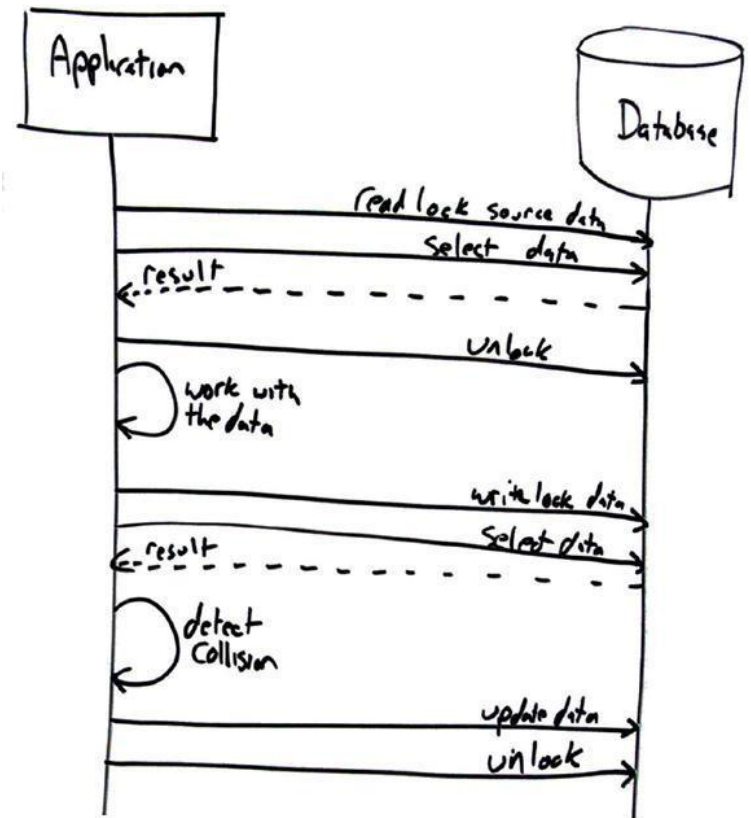 Application
Database
read lock source data
select data
result
unlock
work with
the data
write lock data
Select data
result
detect
Collision
update data
unlock